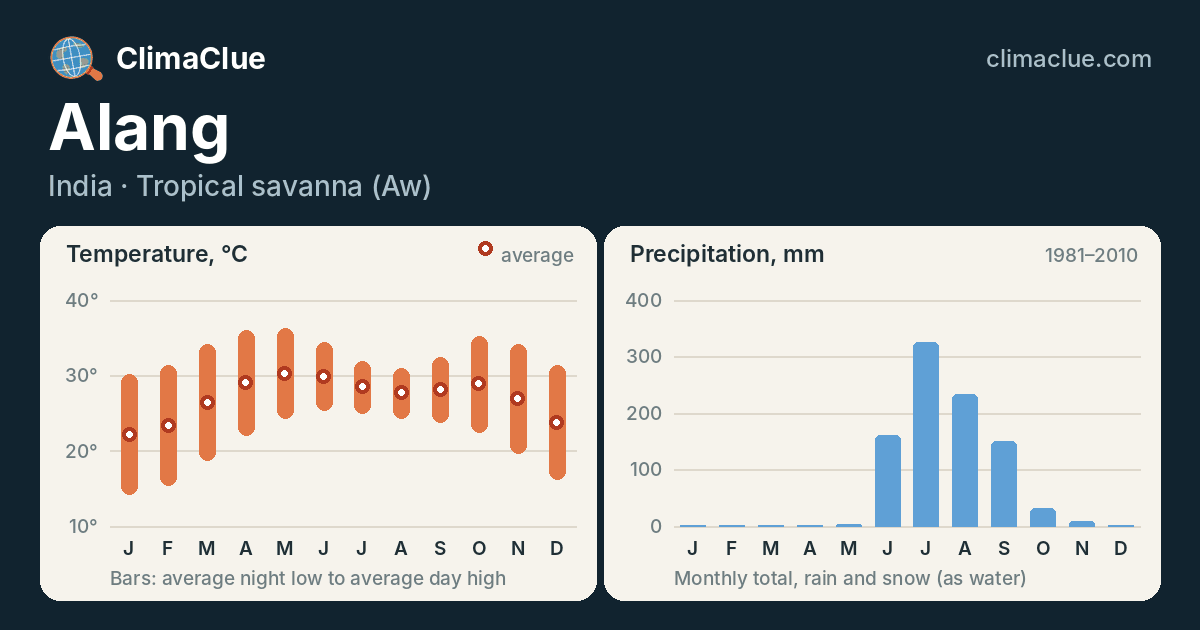 ClimaClue
climaclue.com
Alang
India · Tropical savanna (Aw)
Temperature, °C
average
40°
30°
20°
10°
J F M A M J J A S O N D
Bars: average night low to average day high
Precipitation, mm
1981–2010
400
300
200
100
0
J F M A M J J A S O N D
Monthly total, rain and snow (as water)